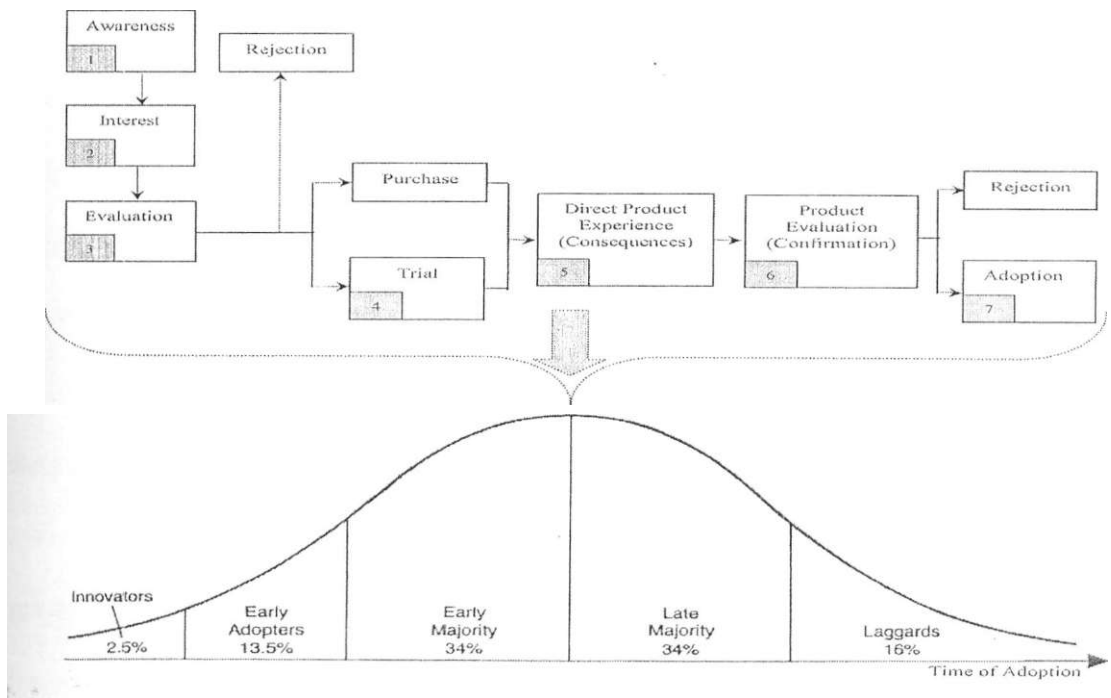 Awareness
1
Rejection
Interest
2
Evaluation
3
Purchase
Trial
4
Direct Product
Experience
(Consequences)
5
Product
Evaluation
(Confirmation)
6
Rejection
Adoption
7
Innovators
2.5%
Early
Adopters
13.5%
Early
Majority
34%
Late
Majority
34%
Laggards
16%
Time of Adoption